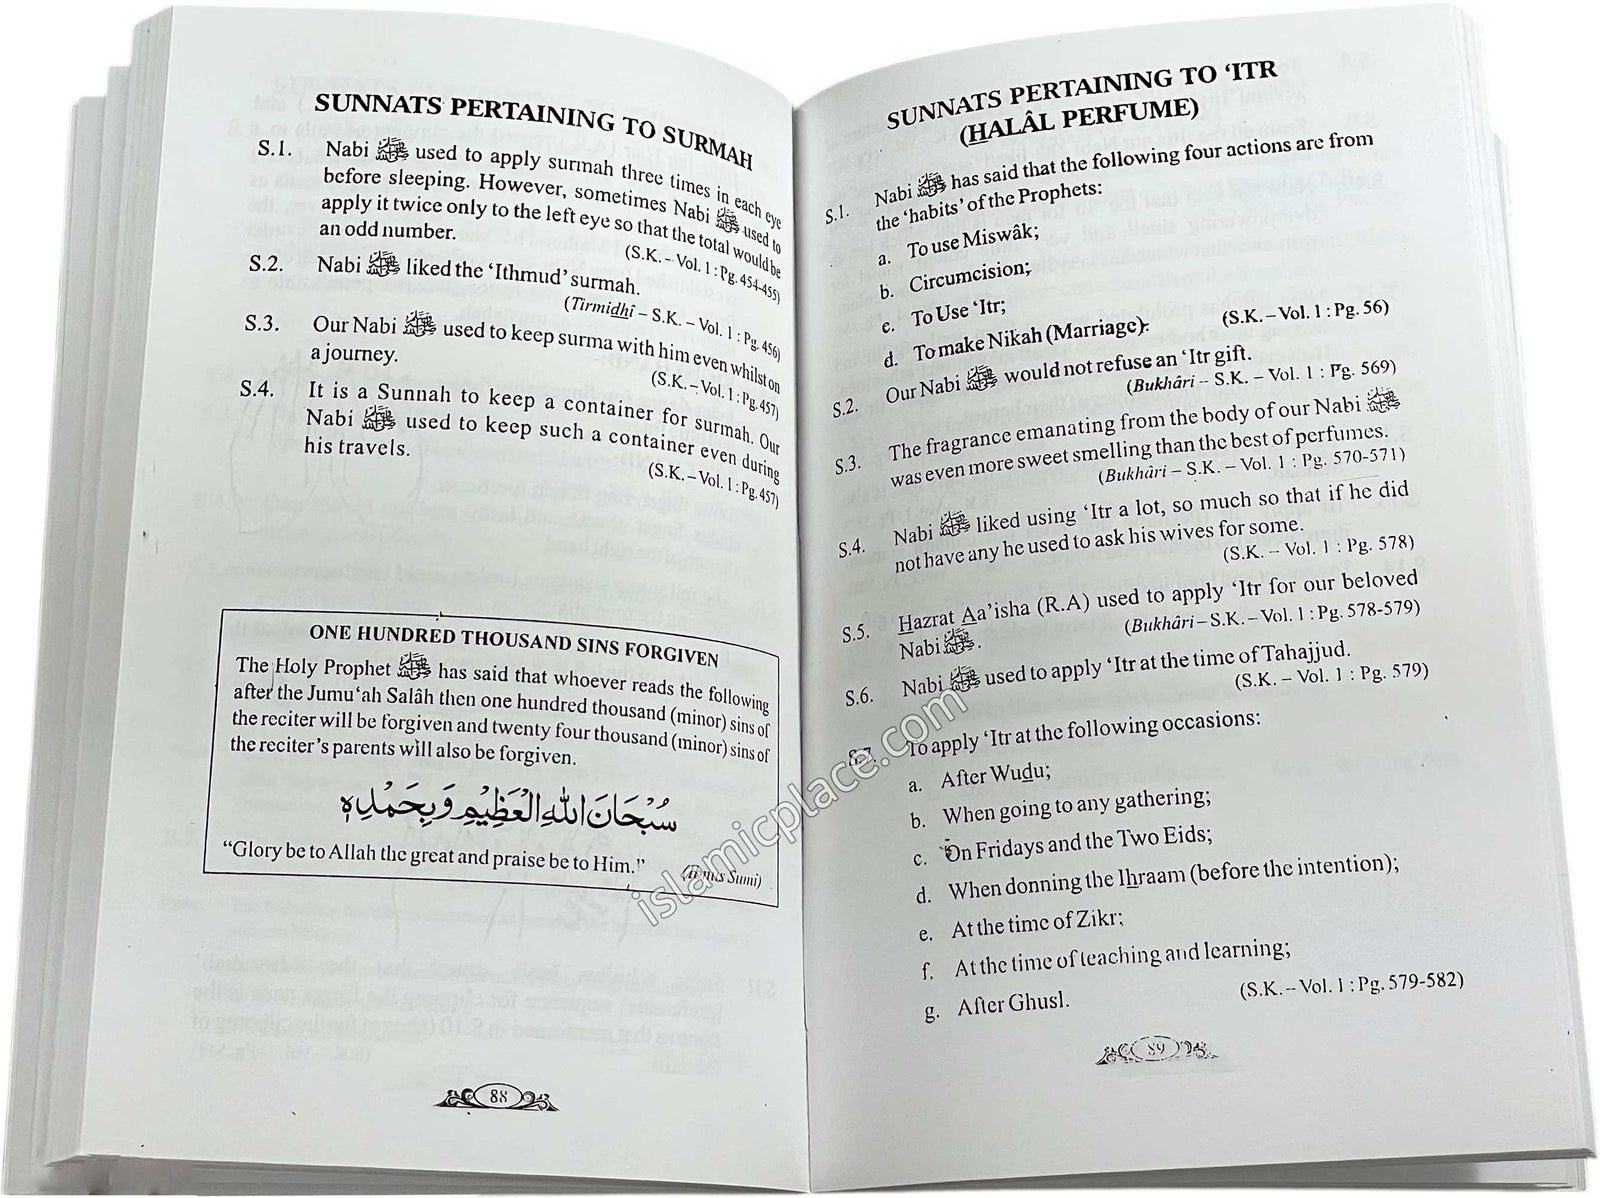 SUNNATS PERTAINING TO SURMAH
S.1. Nabi ﷺ used to apply surmah three times in each eye
before sleeping. However, sometimes Nabi ﷺ used to
apply it twice only to the left eye so that the total would be
an odd number.
(S.K. – Vol. 1 : Pg. 454-455)
S.2. Nabi ﷺ liked the ‘Ithmud’ surmah.
(Tirmidhî – S.K. – Vol. 1 : Pg. 456)
S.3. Our Nabi ﷺ used to keep surma with him even whilst on
a journey.
(S.K. – Vol. 1 : Pg. 457)
S.4. It is a Sunnah to keep a container for surmah. Our
Nabi ﷺ used to keep such a container even during
his travels.
(S.K. – Vol. 1 : Pg. 457)
ONE HUNDRED THOUSAND SINS FORGIVEN
The Holy Prophet ﷺ has said that whoever reads the following
after the Jumu‘ah Salâh then one hundred thousand (minor) sins of
the reciter will be forgiven and twenty four thousand (minor) sins of
the reciter’s parents will also be forgiven.
سُبْحَانَ اللهِ الْعَظِيْمِ وَبِحَمْدِهٖ
“Glory be to Allah the great and praise be to Him.”
(Ibnus Sunni)
88
SUNNATS PERTAINING TO ‘ITR
(HALÂL PERFUME)
S.1. Nabi ﷺ has said that the following four actions are from
the ‘habits’ of the Prophets:
a. To use Miswâk;
b. Circumcision;
c. To Use ‘Itr;
d. To make Nikah (Marriage).
(S.K. – Vol. 1 : Pg. 56)
S.2. Our Nabi ﷺ would not refuse an ‘Itr gift.
(Bukhâri – S.K. – Vol. 1 : Pg. 569)
S.3. The fragrance emanating from the body of our Nabi ﷺ
was even more sweet smelling than the best of perfumes.
(Bukhâri – S.K. – Vol. 1 : Pg. 570-571)
S.4. Nabi ﷺ liked using ‘Itr a lot, so much so that if he did
not have any he used to ask his wives for some.
(S.K. – Vol. 1 : Pg. 578)
S.5. Hazrat Aa’isha (R.A) used to apply ‘Itr for our beloved
Nabi ﷺ.
(Bukhâri – S.K. – Vol. 1 : Pg. 578-579)
S.6. Nabi ﷺ used to apply ‘Itr at the time of Tahajjud.
(S.K. – Vol. 1 : Pg. 579)
S.7. To apply ‘Itr at the following occasions:
a. After Wudu;
b. When going to any gathering;
c. On Fridays and the Two Eids;
d. When donning the Ihraam (before the intention);
e. At the time of Zikr;
f. At the time of teaching and learning;
g. After Ghusl.
(S.K. – Vol. 1 : Pg. 579-582)
89
islamicplace.com